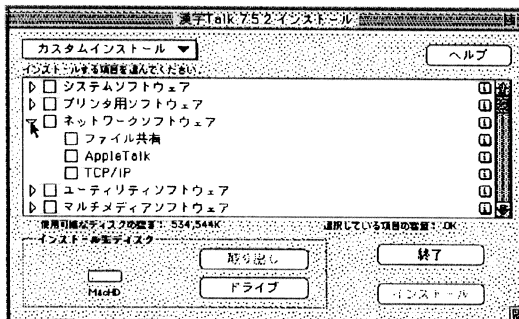 漢字Talk 7.5.2 インストール
カスタムインストール
ヘルプ
インストールする項目を選んでください。
システムソフトウェア
プリンタ用ソフトウェア
ネットワークソフトウェア
ファイル共有
AppleTalk
TCP/IP
ユーティリティソフトウェア
マルチメディアソフトウェア
使用可能なディスクの容量： 534,544K 選択している項目の容量： 0K
インストール先ディスク
取り出し
終了
MacHD
ドライブ
インストール